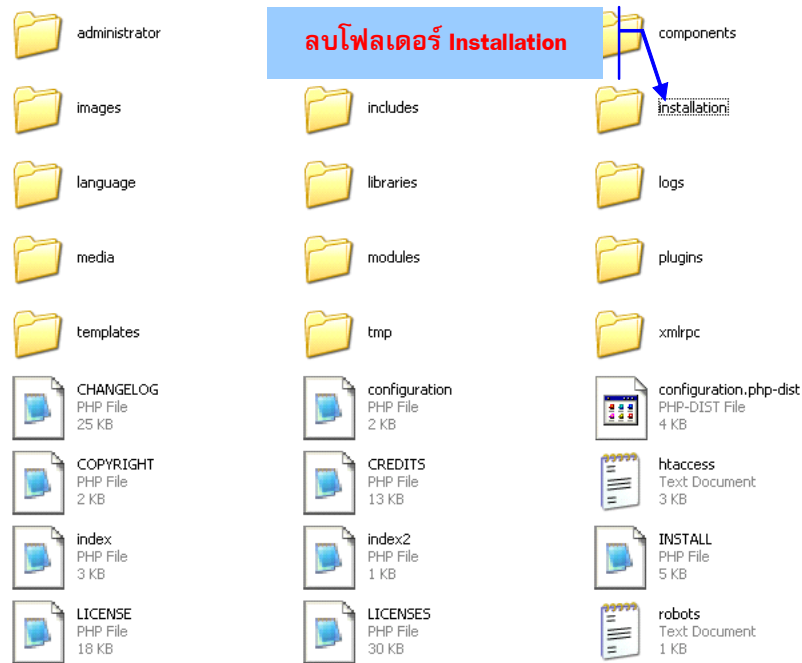 administrator
ลบโฟลเดอร์ Installation
components
images
includes
installation
language
libraries
logs
media
modules
plugins
templates
tmp
xmlrpc
CHANGELOG
PHP File
25 KB
configuration
PHP File
2 KB
configuration.php-dist
PHP-DIST File
4 KB
COPYRIGHT
PHP File
2 KB
CREDITS
PHP File
13 KB
htaccess
Text Document
3 KB
index
PHP File
3 KB
index2
PHP File
1 KB
INSTALL
PHP File
5 KB
LICENSE
PHP File
18 KB
LICENSES
PHP File
30 KB
robots
Text Document
1 KB